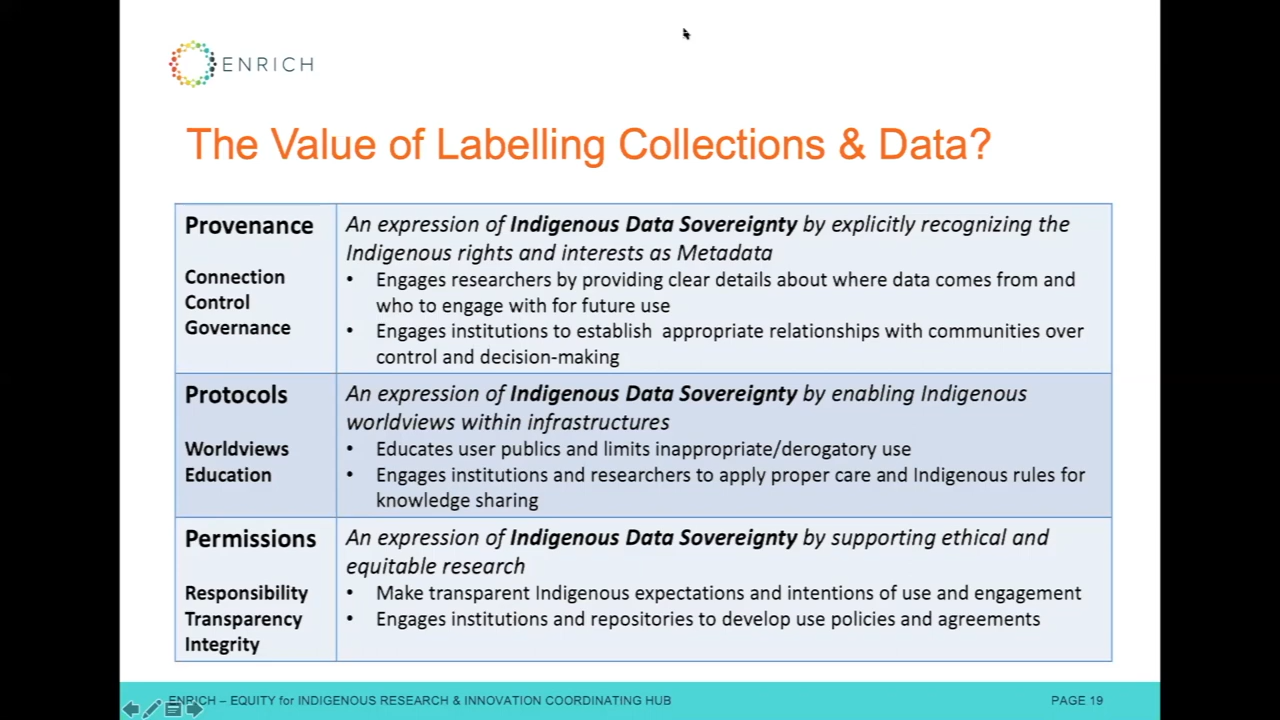 ENRICH
The Value of Labelling Collections & Data?
Provenance
Connection
Control
Governance
An expression of Indigenous Data Sovereignty by explicitly recognizing the
Indigenous rights and interests as Metadata
• Engages researchers by providing clear details about where data comes from and
who to engage with for future use
• Engages institutions to establish appropriate relationships with communities over
control and decision-making
Protocols
Worldviews
Education
An expression of Indigenous Data Sovereignty by enabling Indigenous
worldviews within infrastructures
• Educates user publics and limits inappropriate/derogatory use
• Engages institutions and researchers to apply proper care and Indigenous rules for
knowledge sharing
Permissions
Responsibility
Transparency
Integrity
An expression of Indigenous Data Sovereignty by supporting ethical and
equitable research
• Make transparent Indigenous expectations and intentions of use and engagement
• Engages institutions and repositories to develop use policies and agreements
ENRICH – EQUITY for INDIGENOUS RESEARCH & INNOVATION COORDINATING HUB
PAGE 19